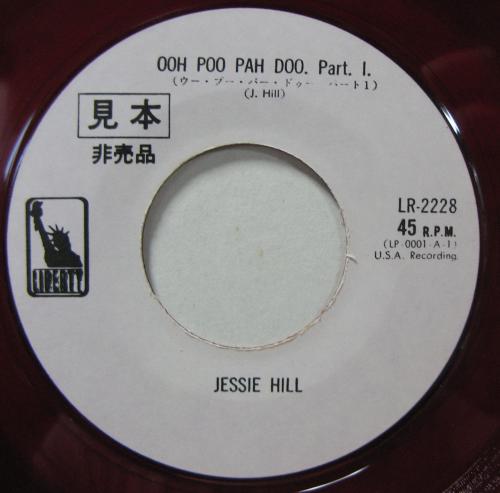 OOH POO PAH DOO. Part. 1.
(ウー・プー・パー・ドゥー パート1)
(J. Hill)
見本
非売品
LR-2228
45 R.P.M.
(LP-0001-A-1)
U.S.A. Recording.
LIBERTY
JESSIE HILL